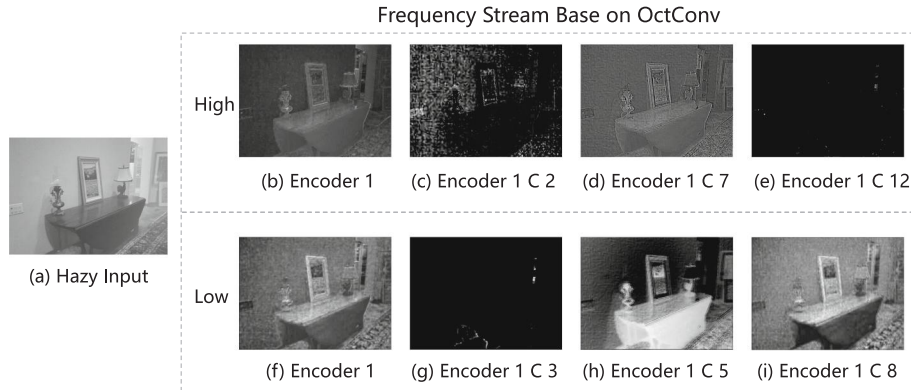 Frequency Stream Base on OctConv
High
(b) Encoder 1
(c) Encoder 1 C 2
(d) Encoder 1 C 7
(e) Encoder 1 C 12
(a) Hazy Input
Low
(f) Encoder 1
(g) Encoder 1 C 3
(h) Encoder 1 C 5
(i) Encoder 1 C 8